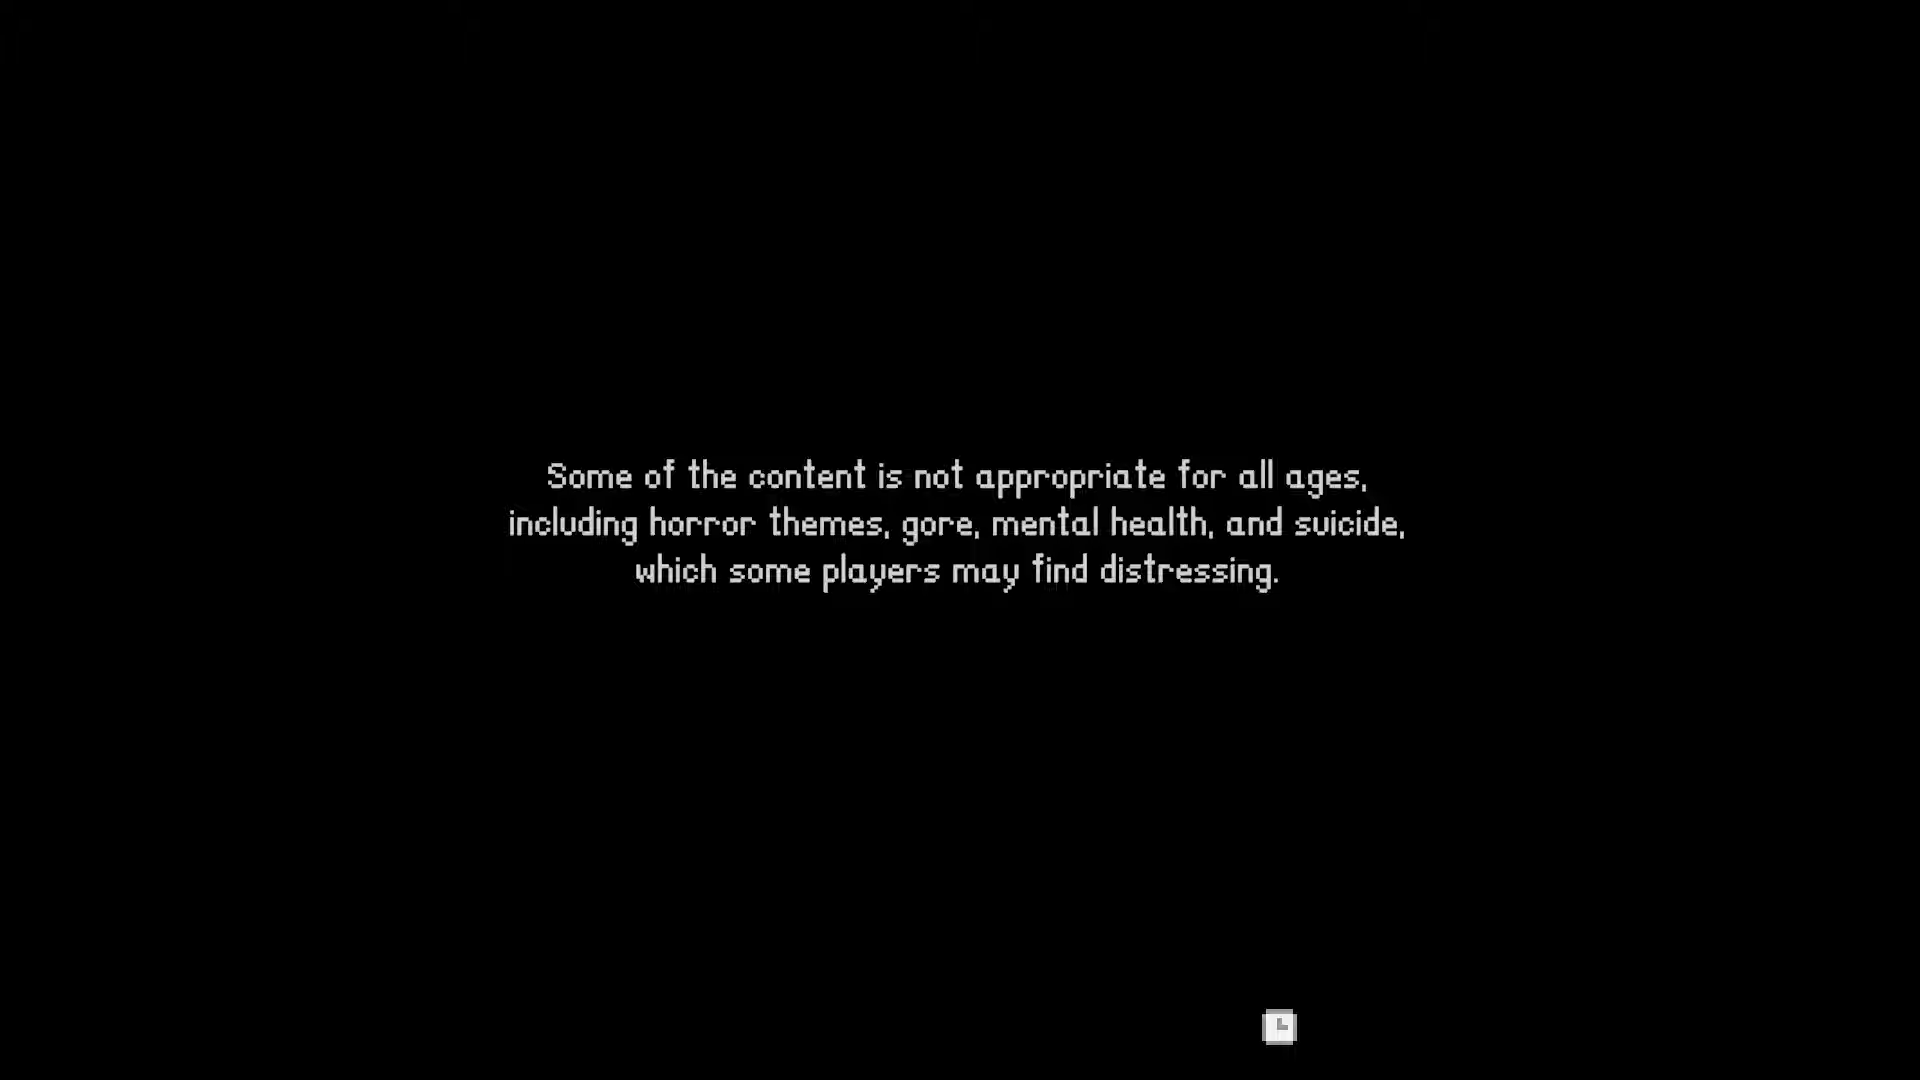 Some of the content is not appropriate for all ages,
including horror themes, gore, mental health, and suicide,
which some players may find distressing.